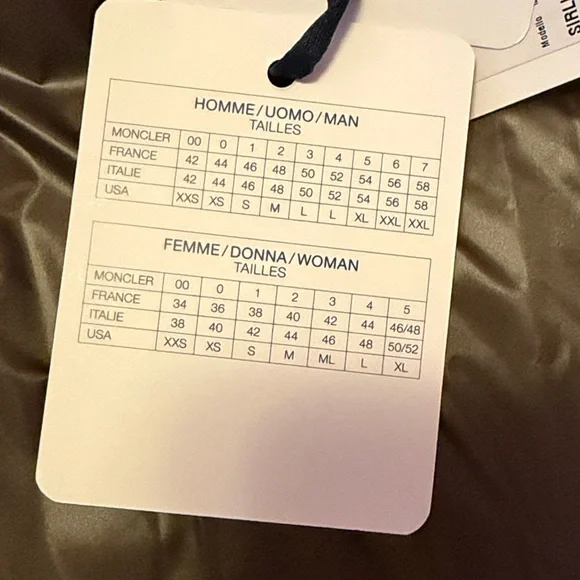 Modello
SIRL
HOMME/UOMO/MAN
TAILLES
MONCLER 00 0 1 2 3 4 5 6 7
FRANCE 42 44 46 48 50 52 54 56 58
ITALIE 42 44 46 48 50 52 54 56 58
USA XXS XS S M L L XL XXL XXL
FEMME/DONNA/WOMAN
TAILLES
MONCLER 00 0 1 2 3 4 5
FRANCE 34 36 38 40 42 44 46/48
ITALIE 38 40 42 44 46 48 50/52
USA XXS XS S M ML L XL